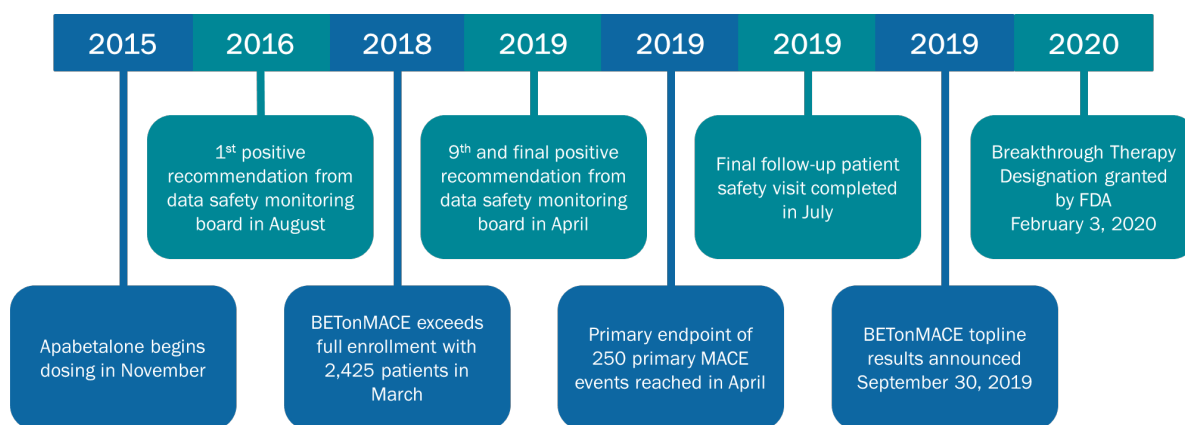 2015 2016 2018 2019 2019 2019 2019 2020
1st positive
recommendation from
data safety monitoring
board in August
9th and final positive
recommendation from
data safety monitoring
board in April
Final follow-up patient
safety visit completed
in July
Breakthrough Therapy
Designation granted
by FDA
February 3, 2020
Apabetalone begins
dosing in November
BETonMACE exceeds
full enrollment with
2,425 patients in
March
Primary endpoint of
250 primary MACE
events reached in April
BETonMACE topline
results announced
September 30, 2019